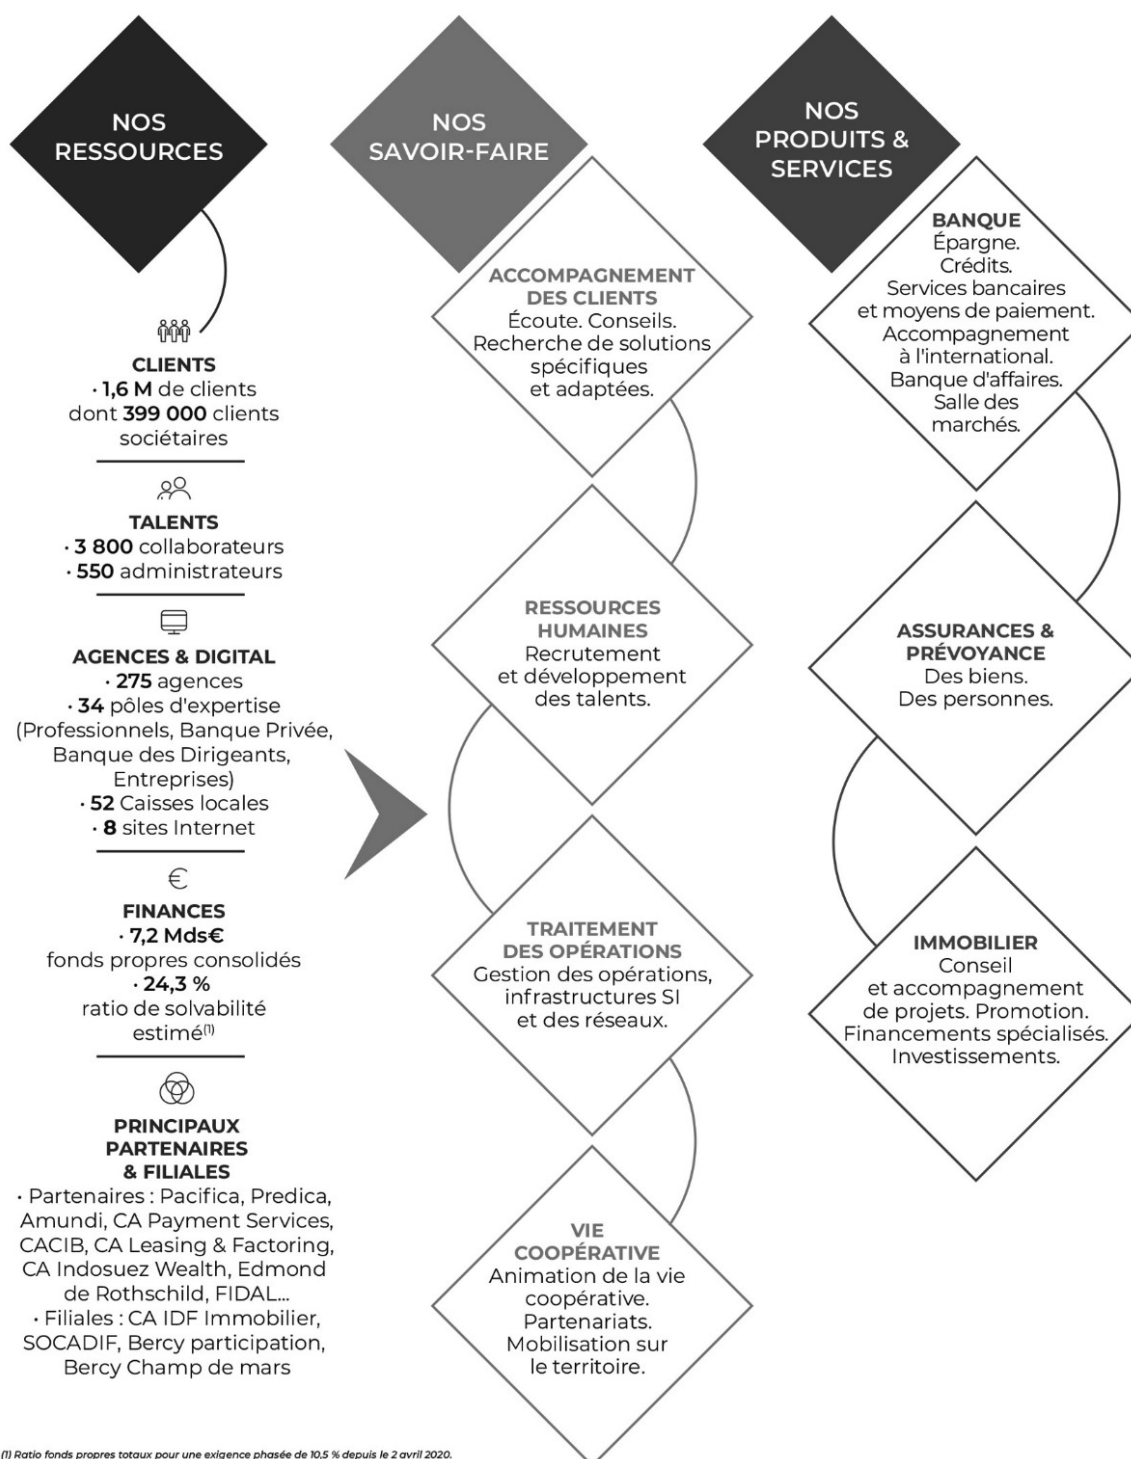 NOS
RESSOURCES
CLIENTS
· 1,6 M de clients
dont 399 000 clients
sociétaires
TALENTS
· 3 800 collaborateurs
· 550 administrateurs
AGENCES & DIGITAL
· 275 agences
· 34 pôles d'expertise
(Professionnels, Banque Privée,
Banque des Dirigeants,
Entreprises)
· 52 Caisses locales
· 8 sites Internet
€
FINANCES
· 7,2 Mds€
fonds propres consolidés
· 24,3 %
ratio de solvabilité
estimé(1)
PRINCIPAUX
PARTENAIRES
& FILIALES
· Partenaires : Pacifica, Predica,
Amundi, CA Payment Services,
CACIB, CA Leasing & Factoring,
CA Indosuez Wealth, Edmond
de Rothschild, FIDAL...
· Filiales : CA IDF Immobilier,
SOCADIF, Bercy participation,
Bercy Champ de mars
NOS
SAVOIR-FAIRE
ACCOMPAGNEMENT
DES CLIENTS
Écoute. Conseils.
Recherche de solutions
spécifiques
et adaptées.
RESSOURCES
HUMAINES
Recrutement
et développement
des talents.
TRAITEMENT
DES OPÉRATIONS
Gestion des opérations,
infrastructures SI
et des réseaux.
VIE
COOPÉRATIVE
Animation de la vie
coopérative.
Partenariats.
Mobilisation sur
le territoire.
NOS
PRODUITS &
SERVICES
BANQUE
Épargne.
Crédits.
Services bancaires
et moyens de paiement.
Accompagnement
à l'international.
Banque d'affaires.
Salle des
marchés.
ASSURANCES &
PRÉVOYANCE
Des biens.
Des personnes.
IMMOBILIER
Conseil
et accompagnement
de projets. Promotion.
Financements spécialisés.
Investissements.
(1) Ratio fonds propres totaux pour une exigence phasée de 10,5 % depuis le 2 avril 2020.